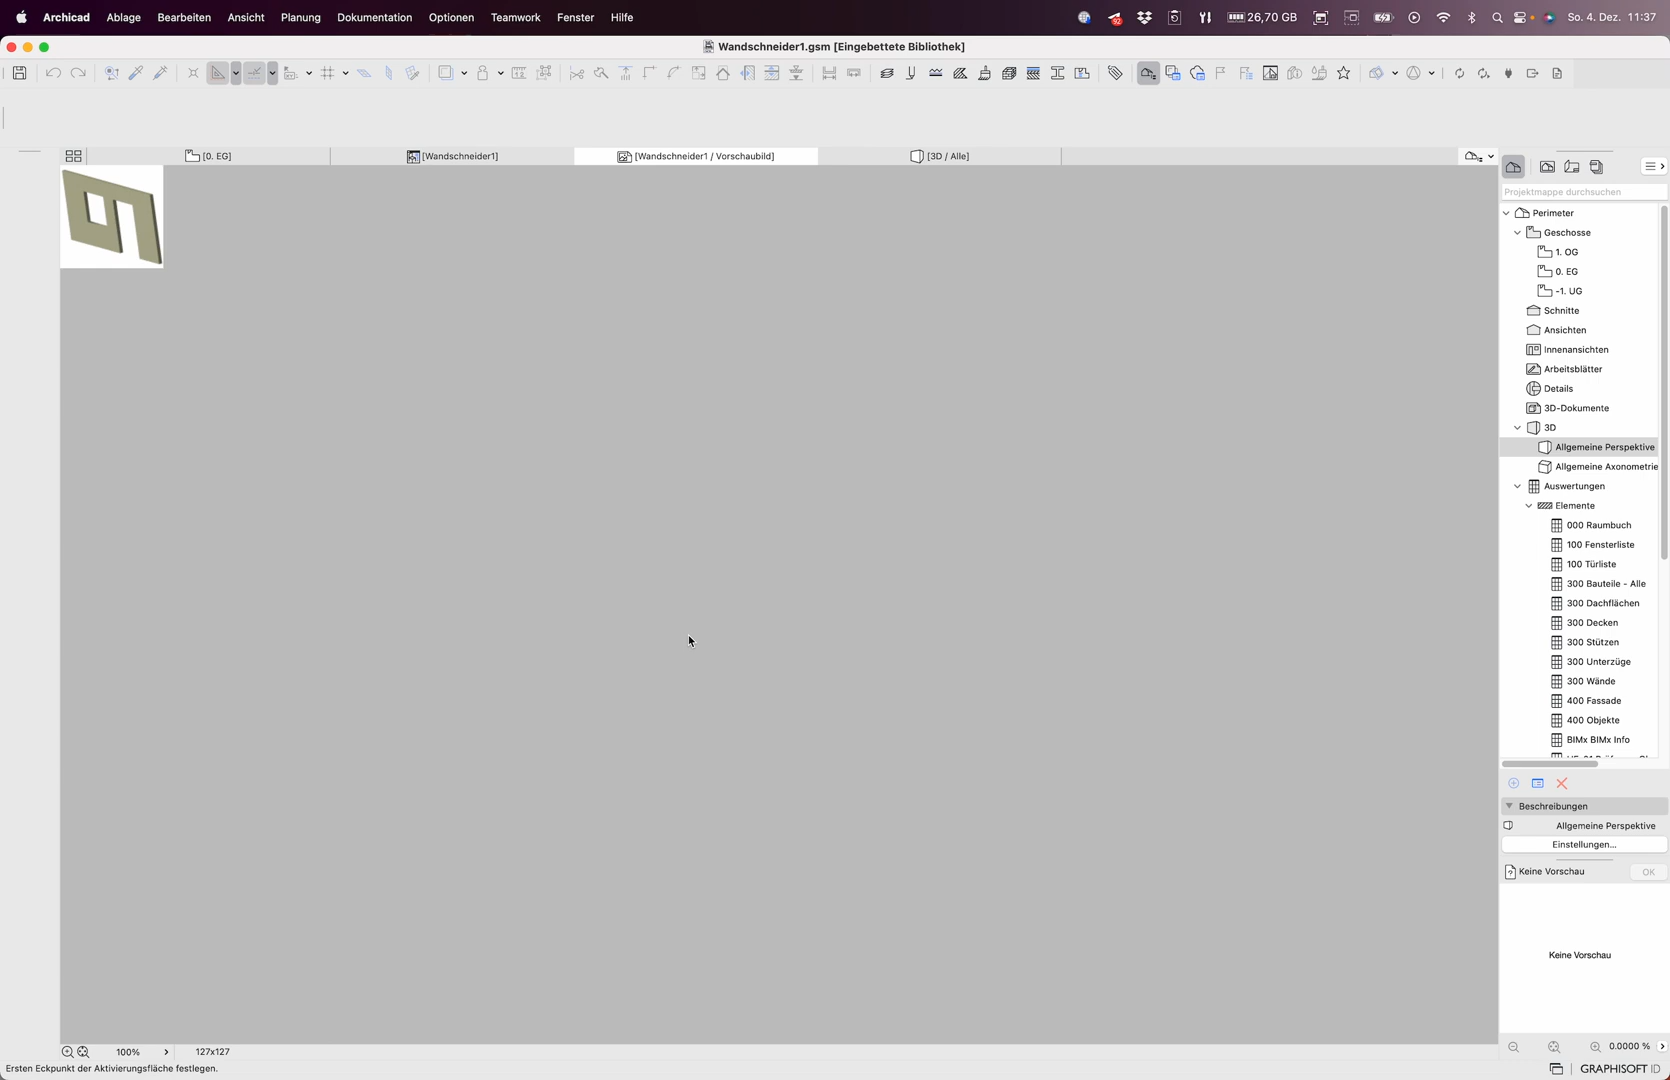 Archicad Ablage Bearbeiten Ansicht Planung Dokumentation Optionen Teamwork Fenster Hilfe 92 26,70 GB So. 4. Dez. 11:37
Wandschneider1.gsm [Eingebettete Bibliothek]
[0. EG] [Wandschneider1] [Wandschneider1 / Vorschaubild] [3D / Alle]
Projektmappe durchsuchen
Perimeter
Geschosse
1. OG
0. EG
-1. UG
Schnitte
Ansichten
Innenansichten
Arbeitsblätter
Details
3D-Dokumente
3D
Allgemeine Perspektive
Allgemeine Axonometrie
Auswertungen
Elemente
000 Raumbuch
100 Fensterliste
100 Türliste
300 Bauteile - Alle
300 Dachflächen
300 Decken
300 Stützen
300 Unterzüge
300 Wände
400 Fassade
400 Objekte
BIMx BIMx Info
Beschreibungen
Allgemeine Perspektive
Einstellungen...
Keine Vorschau OK
Keine Vorschau
100% 127x127 0.0000 %
Ersten Eckpunkt der Aktivierungsfläche festlegen. GRAPHISOFT ID